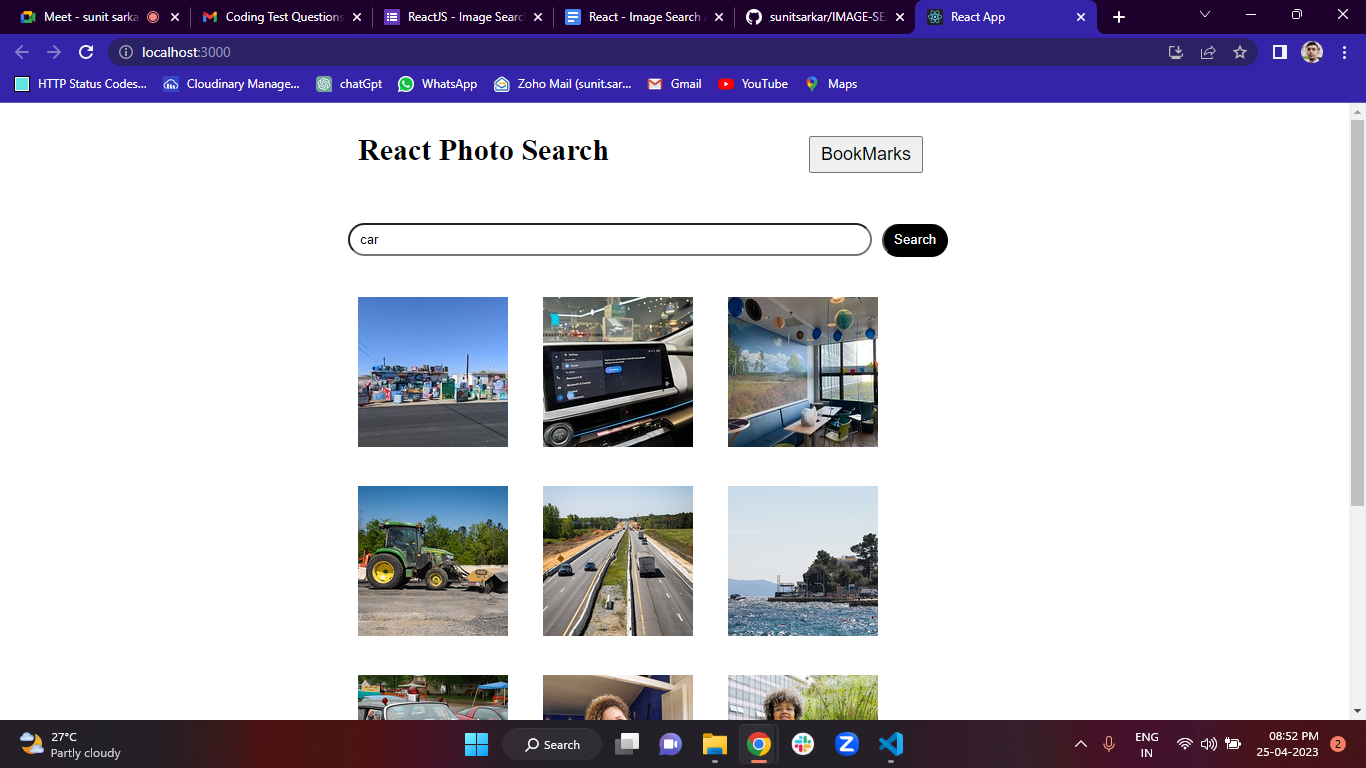 Meet - sunit sarka
Coding Test Questions
ReactJS - Image Searc
React - Image Search
sunitsarkar/IMAGE-SE
React App
localhost:3000
HTTP Status Codes...
Cloudinary Manage...
chatGpt
WhatsApp
Zoho Mail (sunit.sar...
Gmail
YouTube
Maps
React Photo Search
BookMarks
car
Search
27°C
Partly cloudy
Search
ENG
IN
08:52 PM
25-04-2023
2